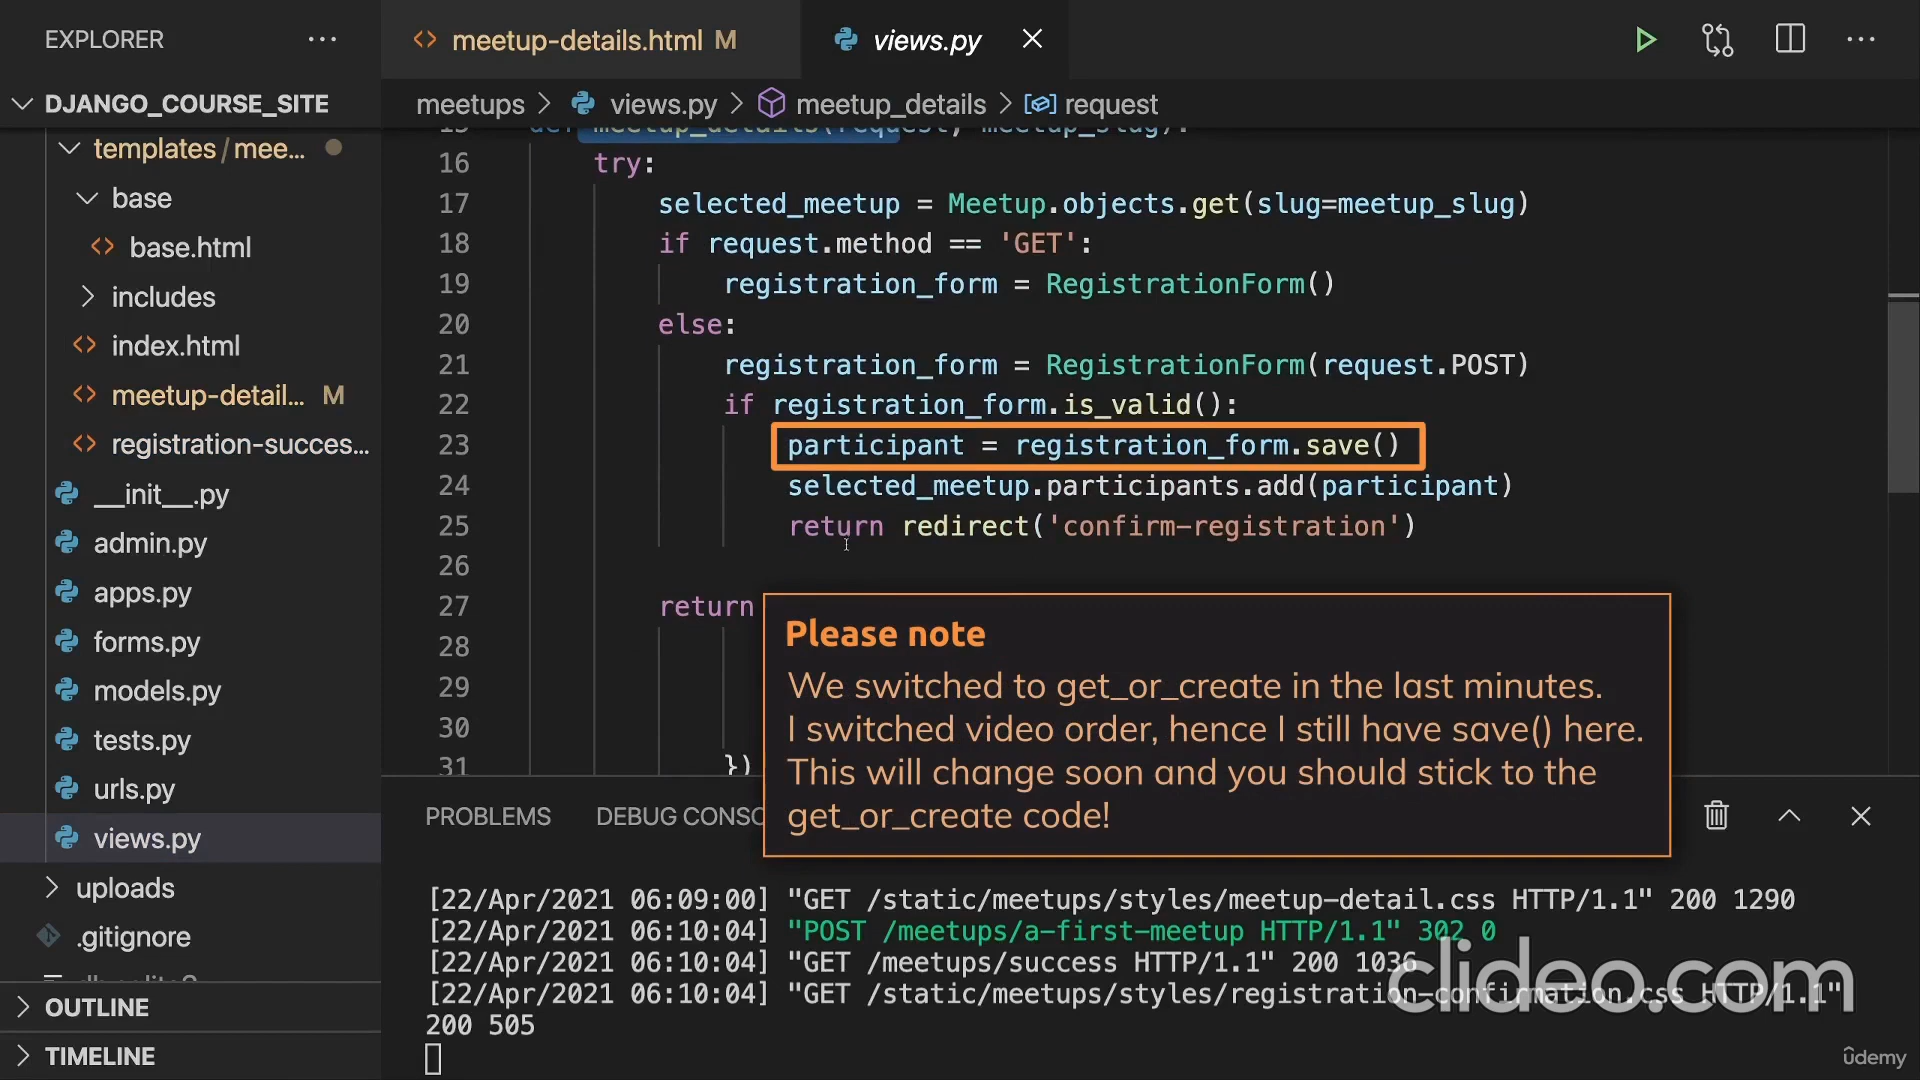 EXPLORER
meetup-details.html M
views.py
DJANGO_COURSE_SITE
meetups > views.py > meetup_details > request
templates/mee...
base
base.html
includes
index.html
meetup-detail... M
registration-succes...
__init__.py
admin.py
apps.py
forms.py
models.py
tests.py
urls.py
views.py
uploads
.gitignore
OUTLINE
TIMELINE
15 def meetup_details(request, meetup_slug):
16 try:
17 selected_meetup = Meetup.objects.get(slug=meetup_slug)
18 if request.method == 'GET':
19 registration_form = RegistrationForm()
20 else:
21 registration_form = RegistrationForm(request.POST)
22 if registration_form.is_valid():
23 participant = registration_form.save()
24 selected_meetup.participants.add(participant)
25 return redirect('confirm-registration')
26
27 return
28
29
30
31 })
Please note
We switched to get_or_create in the last minutes.
I switched video order, hence I still have save() here.
This will change soon and you should stick to the
get_or_create code!
PROBLEMS DEBUG CONSO
[22/Apr/2021 06:09:00] "GET /static/meetups/styles/meetup-detail.css HTTP/1.1" 200 1290
[22/Apr/2021 06:10:04] "POST /meetups/a-first-meetup HTTP/1.1" 302 0
[22/Apr/2021 06:10:04] "GET /meetups/success HTTP/1.1" 200 1036
[22/Apr/2021 06:10:04] "GET /static/meetups/styles/registration-confirmation.css HTTP/1.1"
200 505
clideo.com
ûdemy